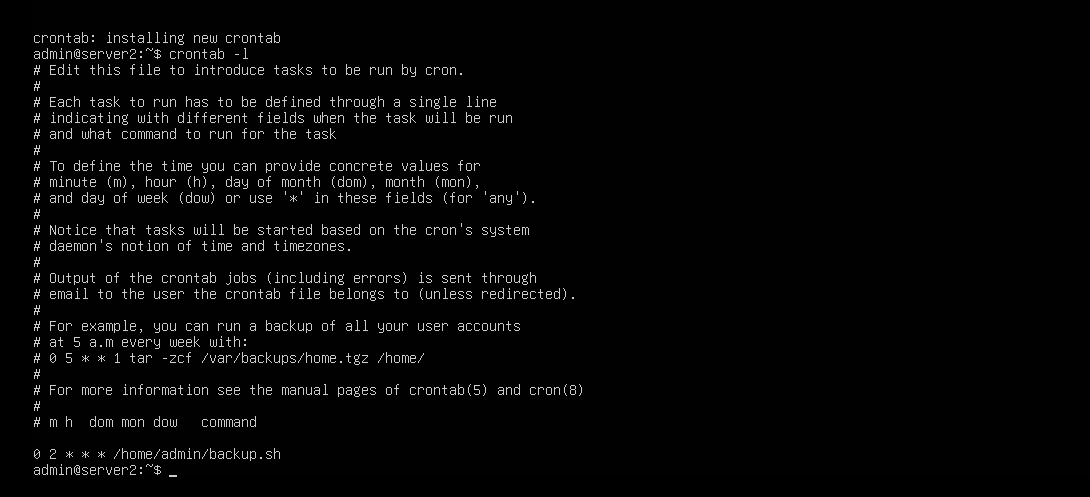 crontab: installing new crontab
admin@server2:~$ crontab -l
# Edit this file to introduce tasks to be run by cron.
#
# Each task to run has to be defined through a single line
# indicating with different fields when the task will be run
# and what command to run for the task
#
# To define the time you can provide concrete values for
# minute (m), hour (h), day of month (dom), month (mon),
# and day of week (dow) or use '*' in these fields (for 'any').
#
# Notice that tasks will be started based on the cron's system
# daemon's notion of time and timezones.
#
# Output of the crontab jobs (including errors) is sent through
# email to the user the crontab file belongs to (unless redirected).
#
# For example, you can run a backup of all your user accounts
# at 5 a.m every week with:
# 0 5 * * 1 tar -zcf /var/backups/home.tgz /home/
#
# For more information see the manual pages of crontab(5) and cron(8)
#
# m h  dom mon dow   command

0 2 * * * /home/admin/backup.sh
admin@server2:~$ _